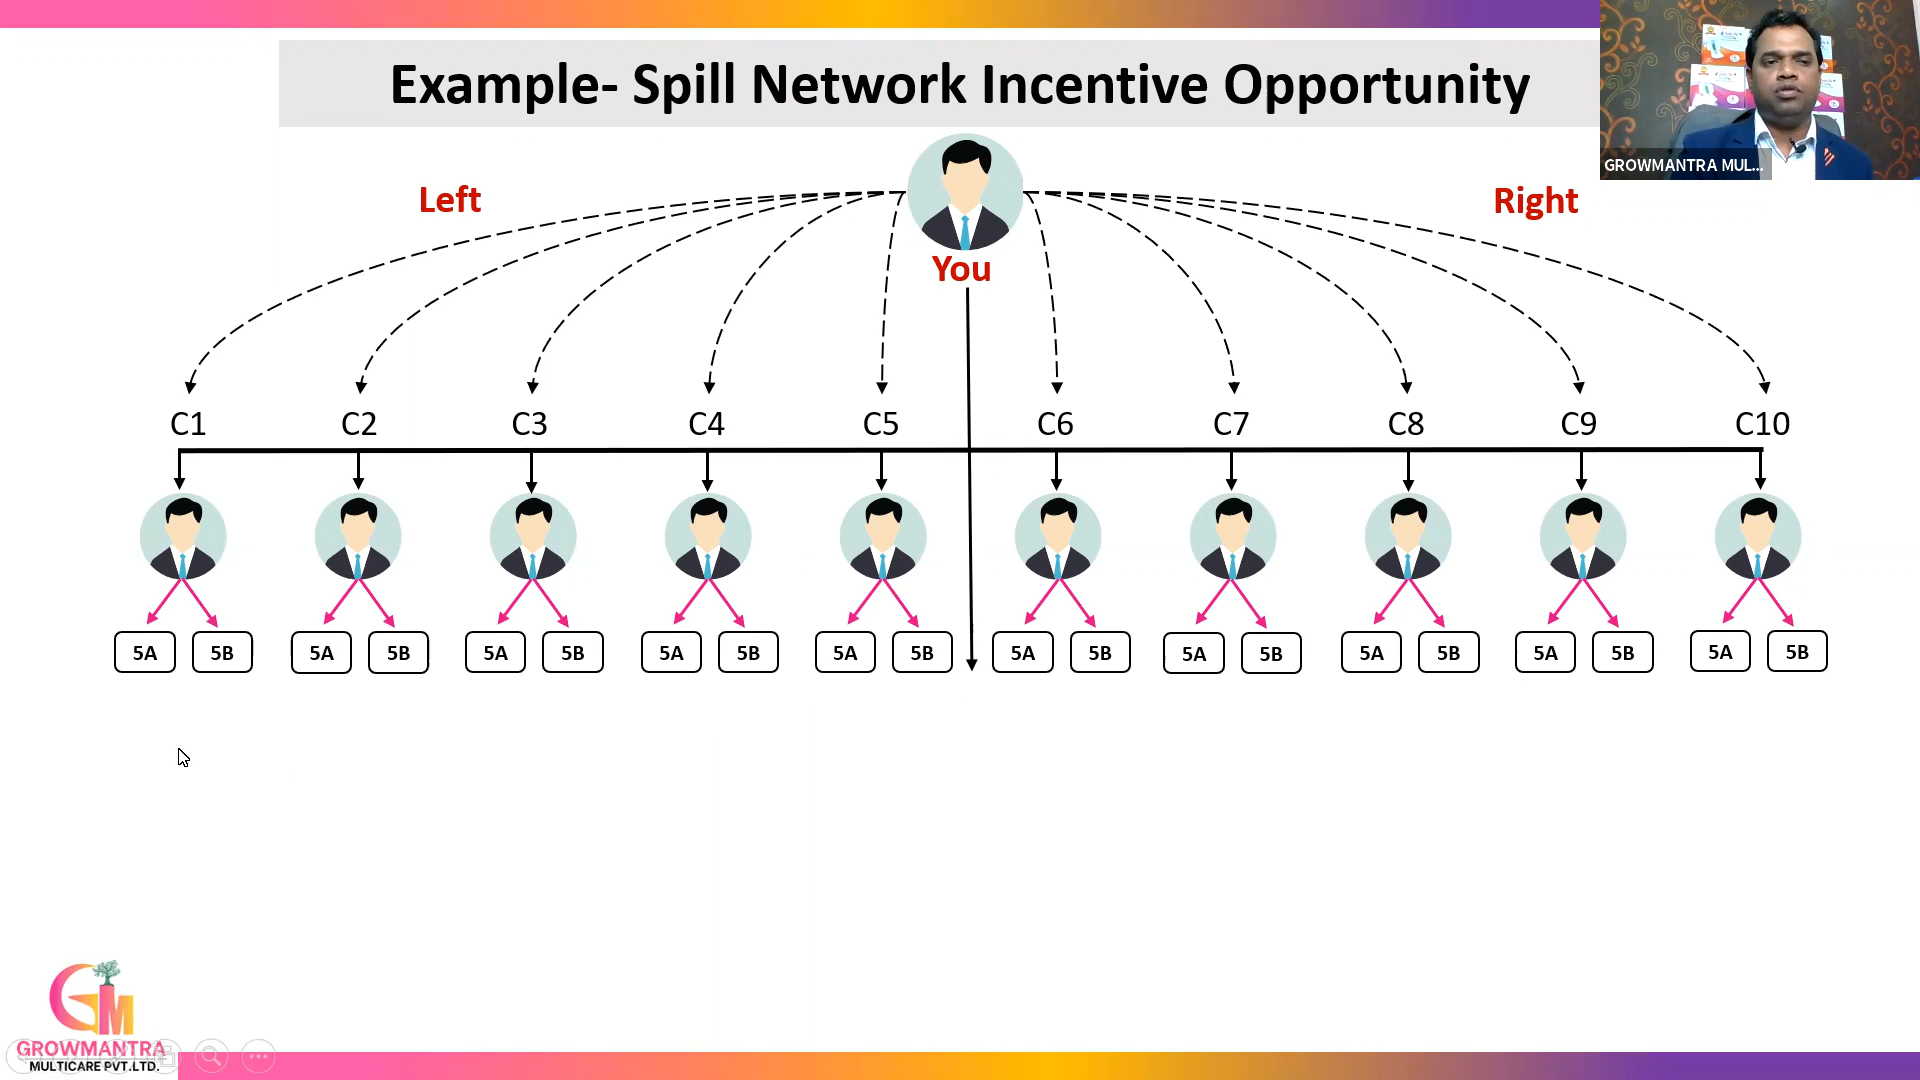 Example- Spill Network Incentive Opportunity
GROWMANTRA MUL...
Left
Right
You
C1 C2 C3 C4 C5 C6 C7 C8 C9 C10
5A 5B 5A 5B 5A 5B 5A 5B 5A 5B 5A 5B 5A 5B 5A 5B 5A 5B 5A 5B
GM
GROWMANTRA
MULTICARE PVT.LTD.